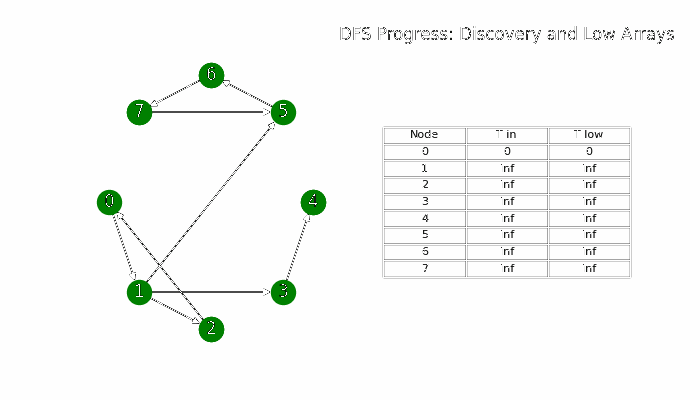 DFS Progress: Discovery and Low Arrays
6
7 5
0 4
1 3
2
Node T in T low
0 0 0
1 inf inf
2 inf inf
3 inf inf
4 inf inf
5 inf inf
6 inf inf
7 inf inf